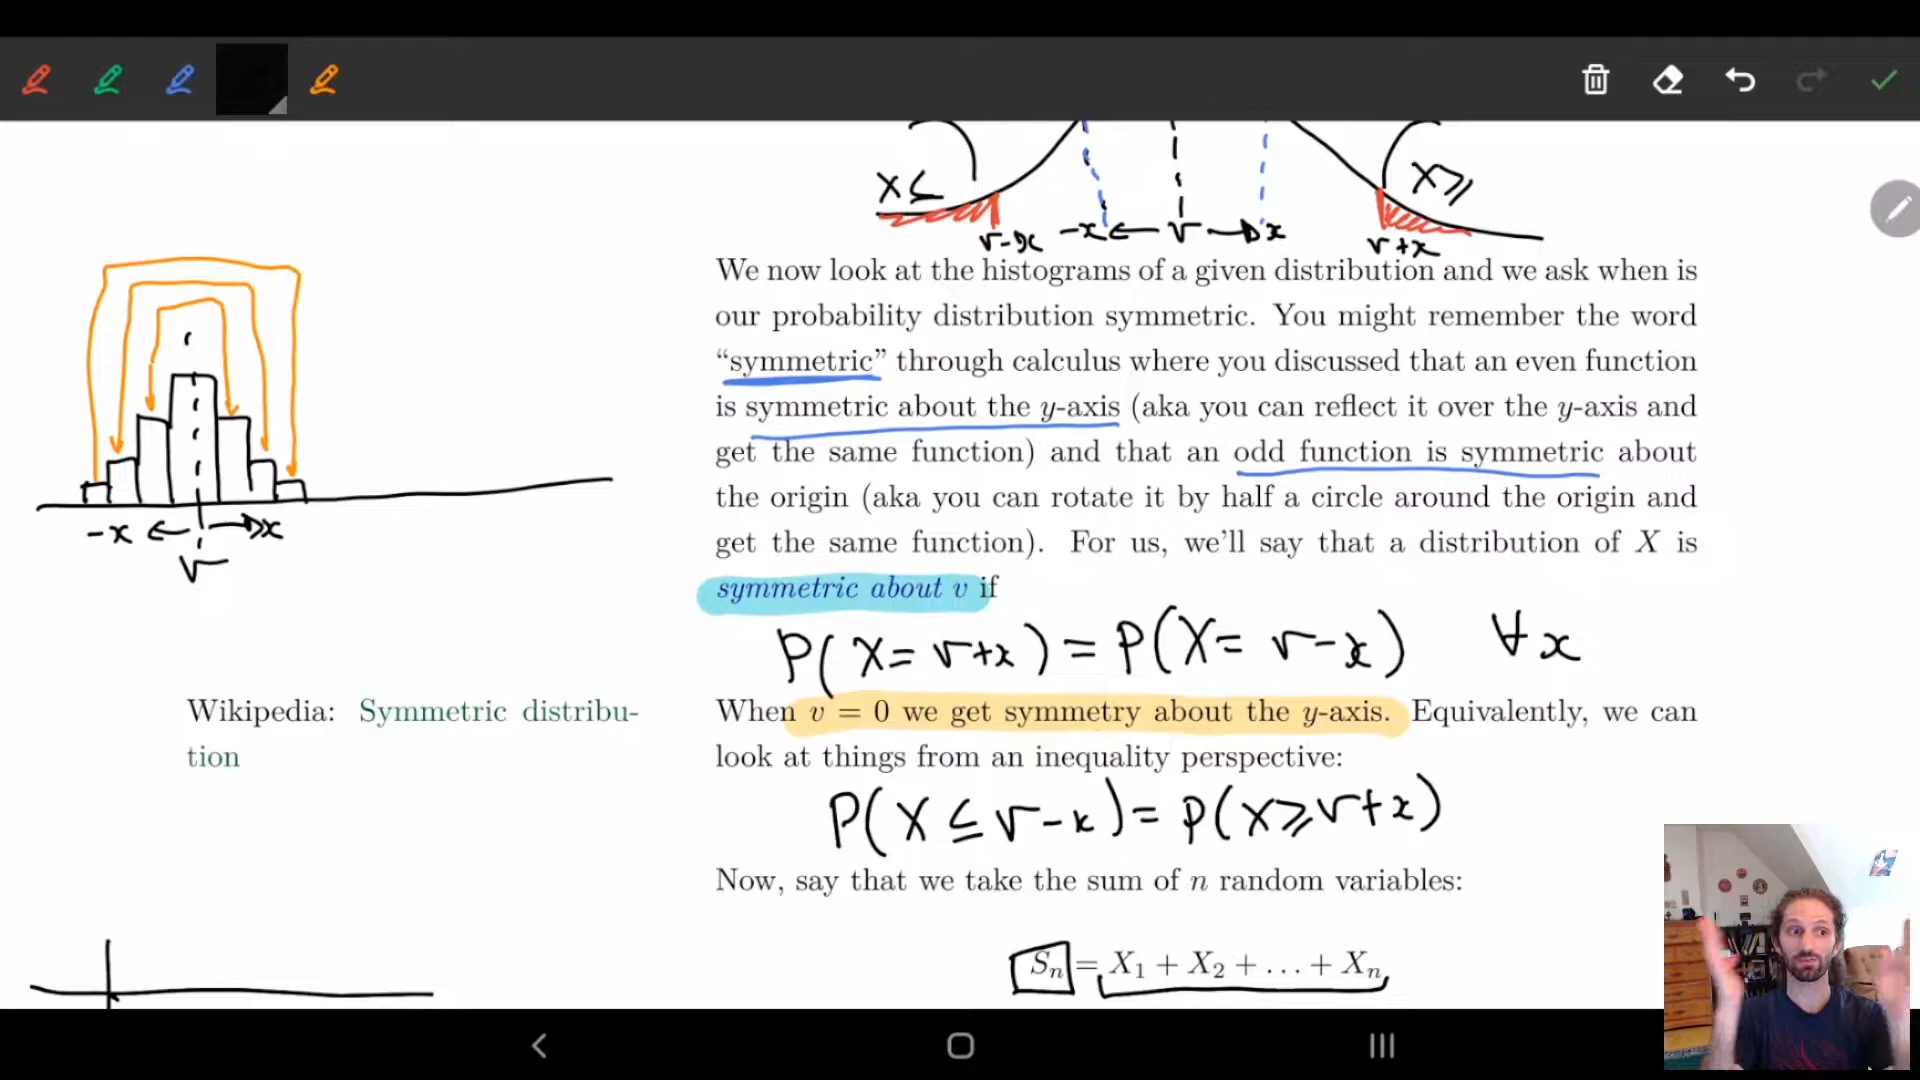 X≤
X≥
v-x -x ← v → x v+x
We now look at the histograms of a given distribution and we ask when is
our probability distribution symmetric. You might remember the word
“symmetric” through calculus where you discussed that an even function
is symmetric about the y-axis (aka you can reflect it over the y-axis and
get the same function) and that an odd function is symmetric about
the origin (aka you can rotate it by half a circle around the origin and
get the same function). For us, we’ll say that a distribution of X is
symmetric about v if
-x ← → x
v
P(X= v+x) = P(X= v-x) ∀x
Wikipedia: Symmetric distribu-
tion
When v = 0 we get symmetry about the y-axis. Equivalently, we can
look at things from an inequality perspective:
P(X ≤ v-x) = P(X≥v+x)
Now, say that we take the sum of n random variables:
Sn = X1 + X2 + . . . + Xn,